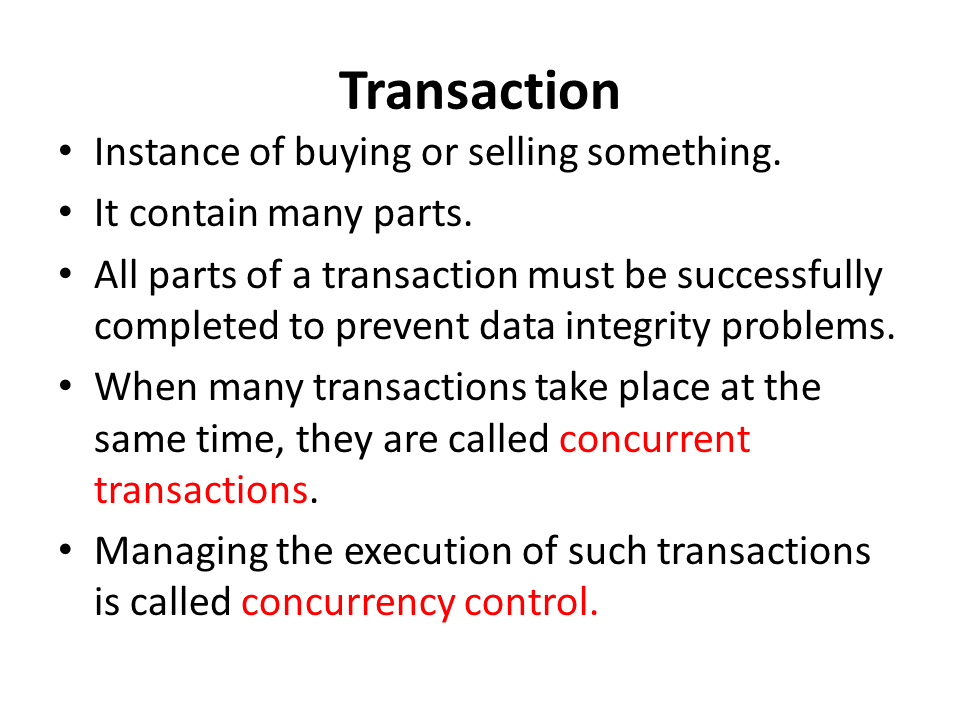 Transaction
• Instance of buying or selling something.
• It contain many parts.
• All parts of a transaction must be successfully
completed to prevent data integrity problems.
• When many transactions take place at the
same time, they are called concurrent
transactions.
• Managing the execution of such transactions
is called concurrency control.